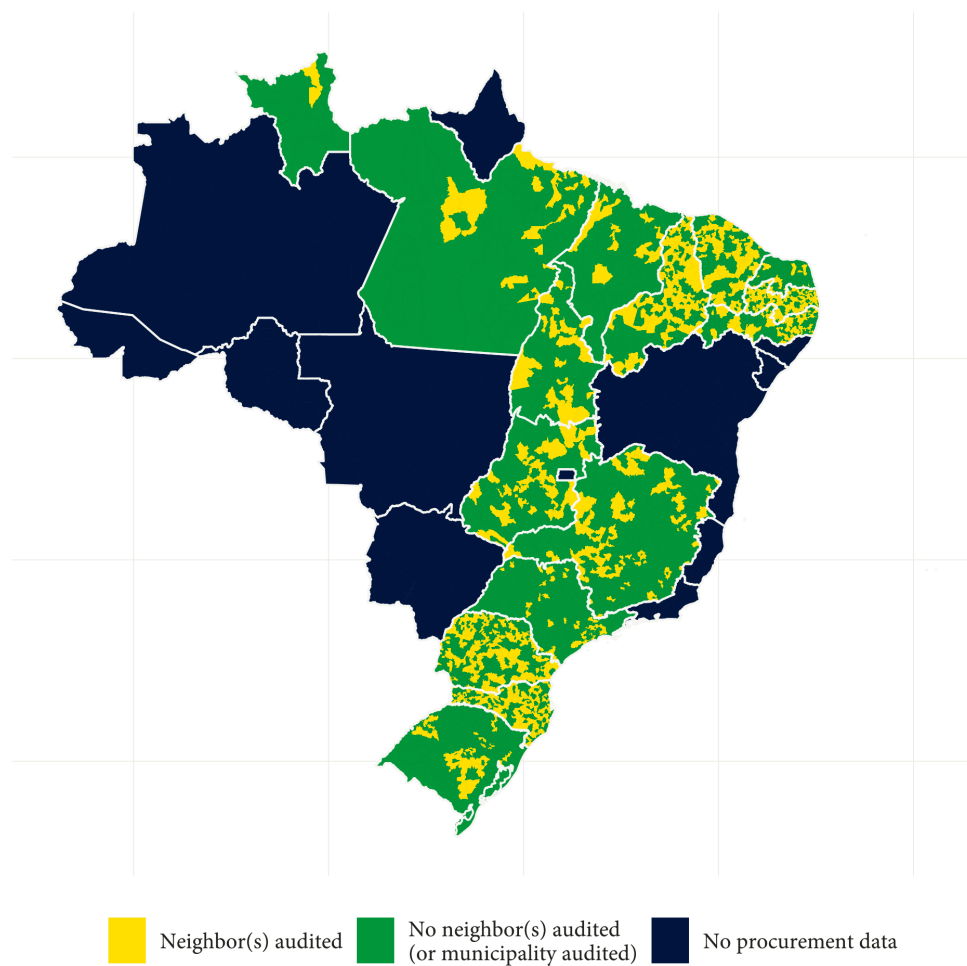 Neighbor(s) audited
No neighbor(s) audited
(or municipality audited)
No procurement data